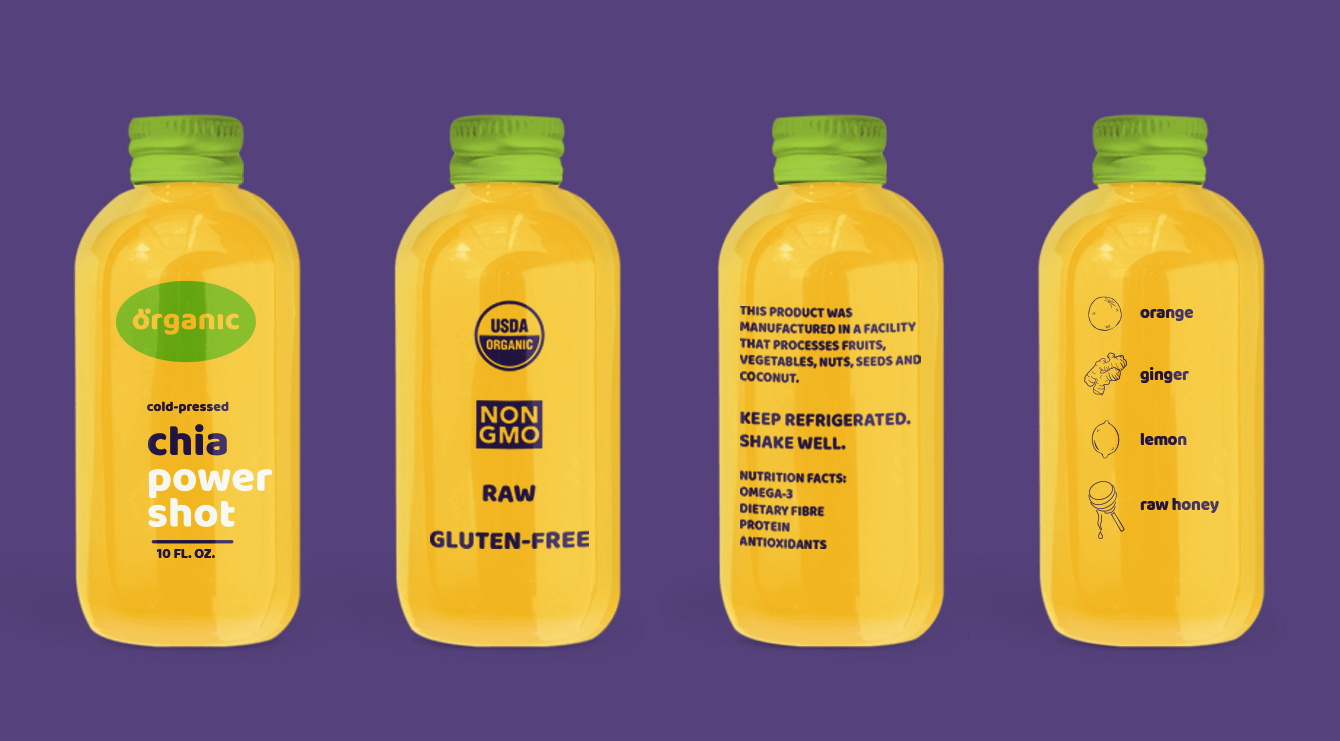 örganic
cold-pressed
chia
power
shot
10 FL. OZ.
USDA
ORGANIC
NON
GMO
RAW
GLUTEN-FREE
THIS PRODUCT WAS
MANUFACTURED IN A FACILITY
THAT PROCESSES FRUITS,
VEGETABLES, NUTS, SEEDS AND
COCONUT.
KEEP REFRIGERATED.
SHAKE WELL.
NUTRITION FACTS:
OMEGA-3
DIETARY FIBRE
PROTEIN
ANTIOXIDANTS
orange
ginger
lemon
raw honey